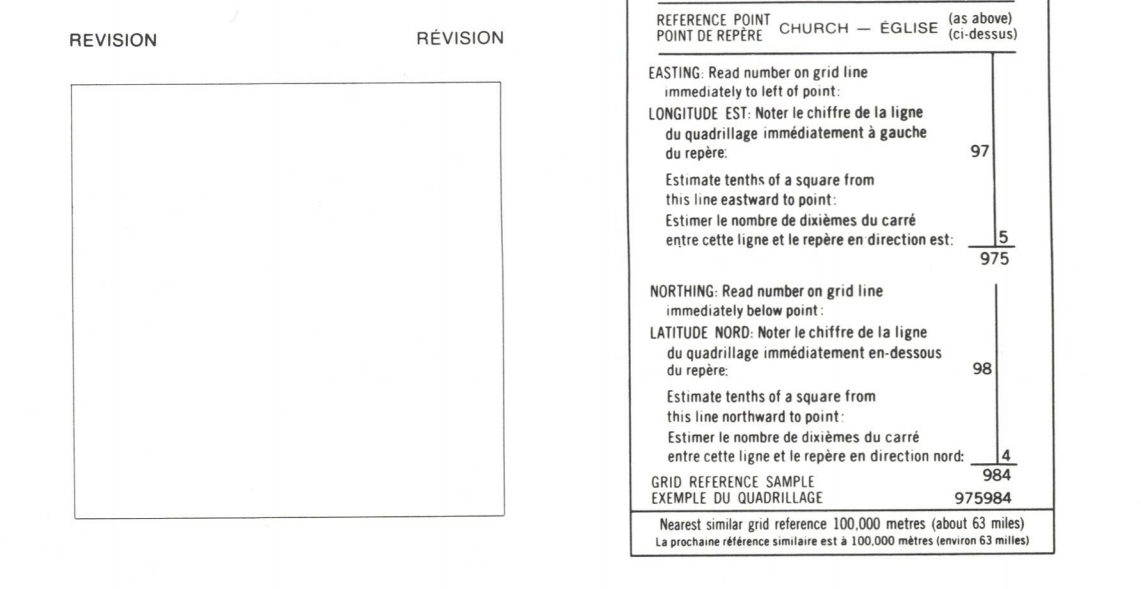 REVISION
RÉVISION
REFERENCE POINT
POINT DE REPÈRE
CHURCH — ÉGLISE
(as above)
(ci-dessus)
EASTING: Read number on grid line
immediately to left of point:
LONGITUDE EST: Noter le chiffre de la ligne
du quadrillage immédiatement à gauche
du repère:
97
Estimate tenths of a square from
this line eastward to point:
Estimer le nombre de dixièmes du carré
entre cette ligne et le repère en direction est:
5
975
NORTHING: Read number on grid line
immediately below point:
LATITUDE NORD: Noter le chiffre de la ligne
du quadrillage immédiatement en-dessous
du repère:
98
Estimate tenths of a square from
this line northward to point:
Estimer le nombre de dixièmes du carré
entre cette ligne et le repère en direction nord:
4
984
GRID REFERENCE SAMPLE
EXEMPLE DU QUADRILLAGE
975984
Nearest similar grid reference 100,000 metres (about 63 miles)
La prochaine référence similaire est à 100,000 mètres (environ 63 milles)